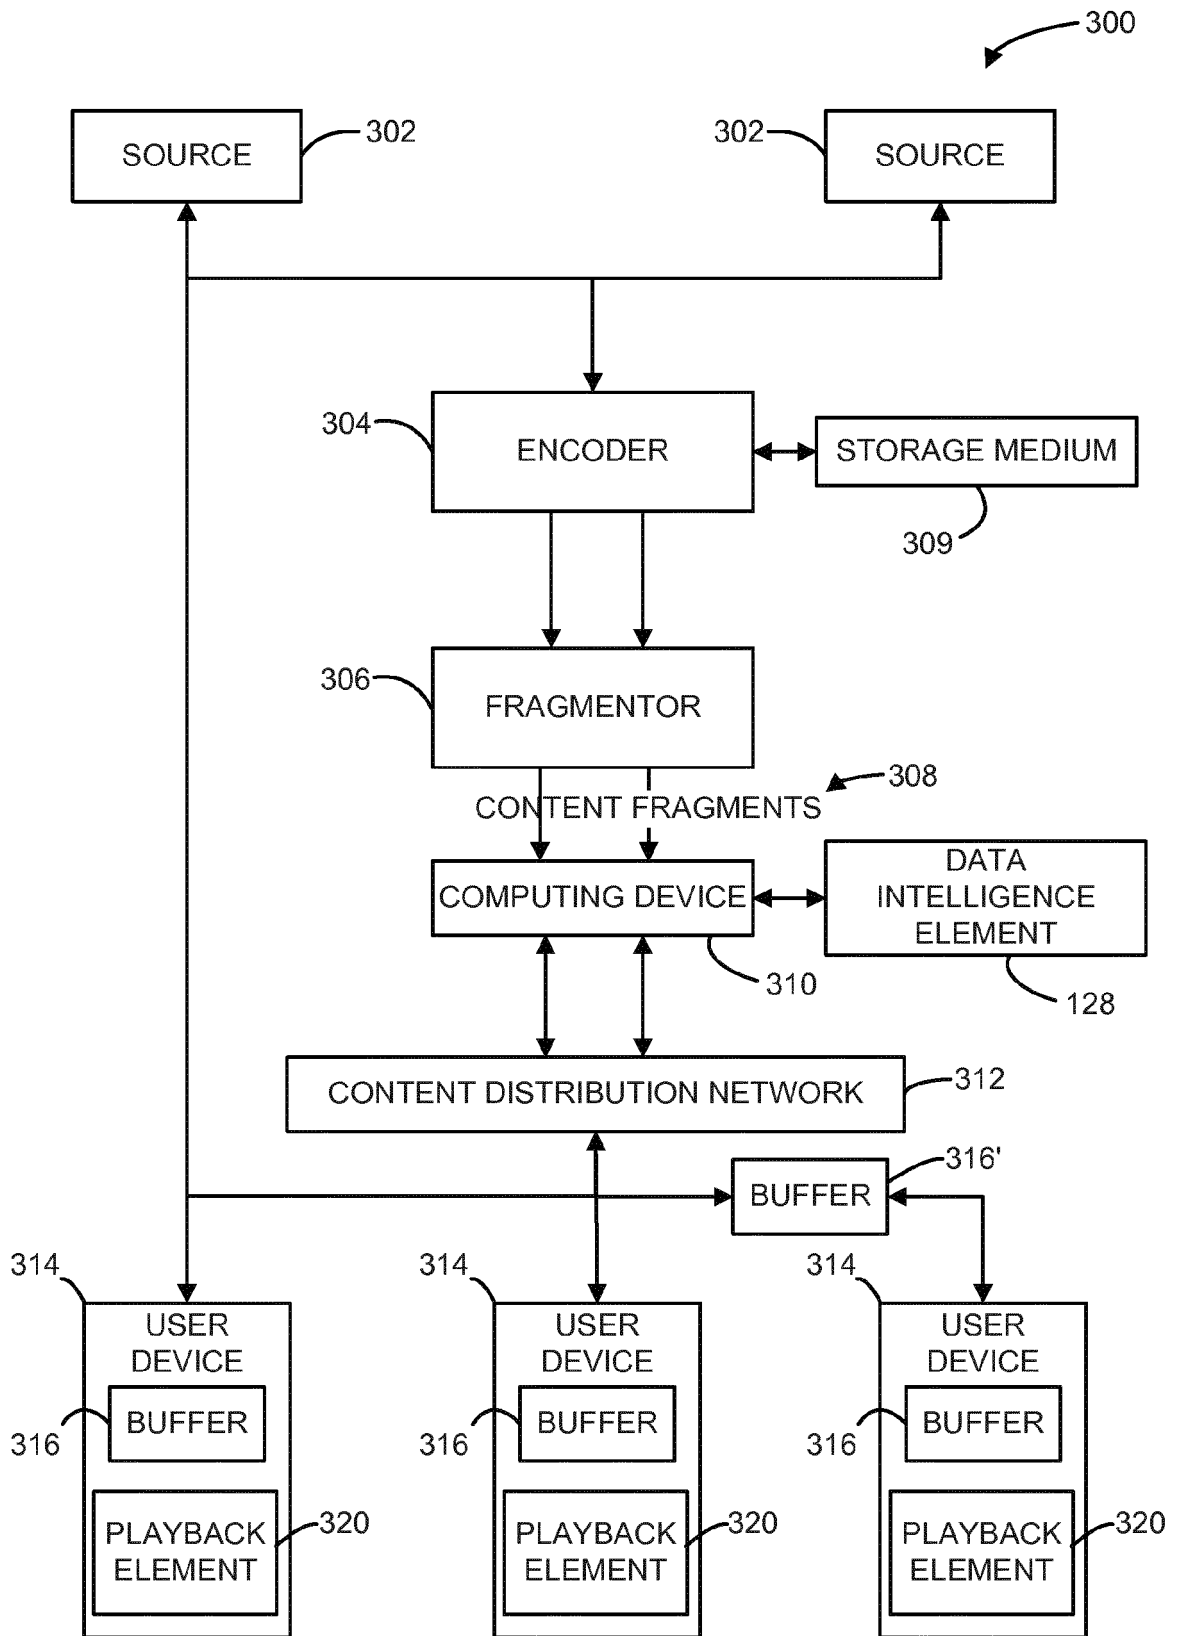 300
SOURCE
302
302
SOURCE
304
ENCODER
STORAGE MEDIUM
309
306
FRAGMENTOR
308
CONTENT FRAGMENTS
COMPUTING DEVICE
DATA
INTELLIGENCE
ELEMENT
310
128
CONTENT DISTRIBUTION NETWORK
312
316'
BUFFER
314
USER
DEVICE
BUFFER
316
PLAYBACK
ELEMENT
320
314
USER
DEVICE
BUFFER
316
PLAYBACK
ELEMENT
320
314
USER
DEVICE
BUFFER
316
PLAYBACK
ELEMENT
320